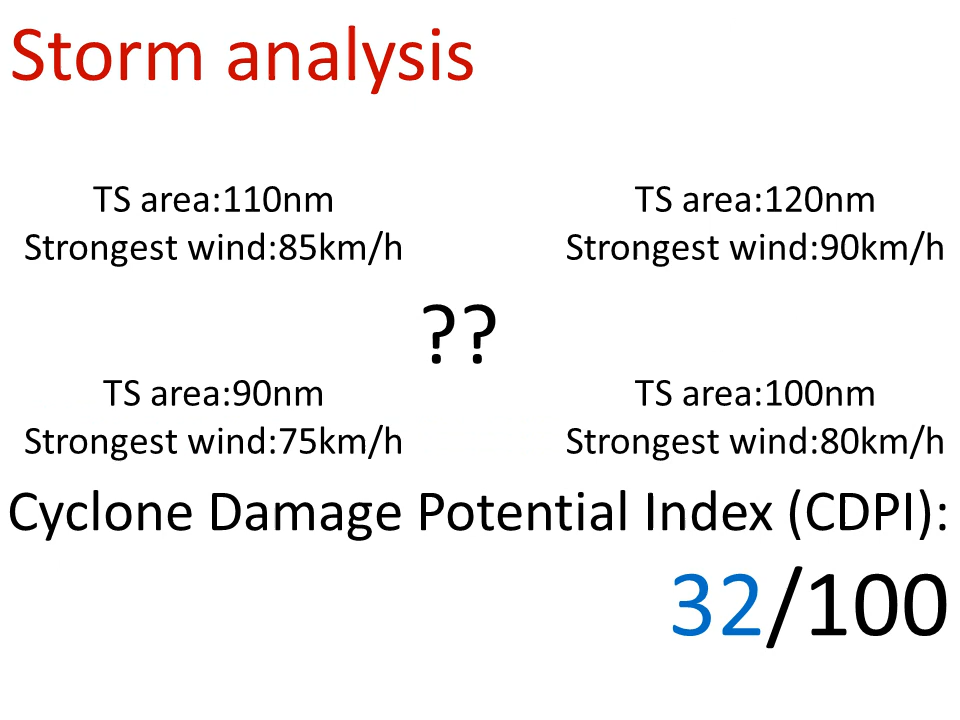 Storm analysis
TS area:110nm
Strongest wind:85km/h
TS area:120nm
Strongest wind:90km/h
??
TS area:90nm
Strongest wind:75km/h
TS area:100nm
Strongest wind:80km/h
Cyclone Damage Potential Index (CDPI):
32/100